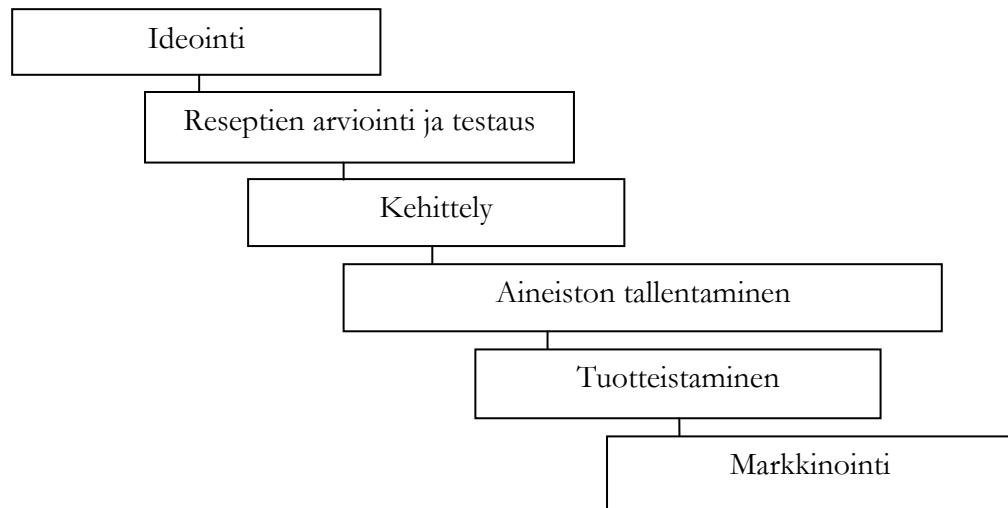 Ideointi
Reseptien arviointi ja testaus
Kehittely
Aineiston tallentaminen
Tuotteistaminen
Markkinointi